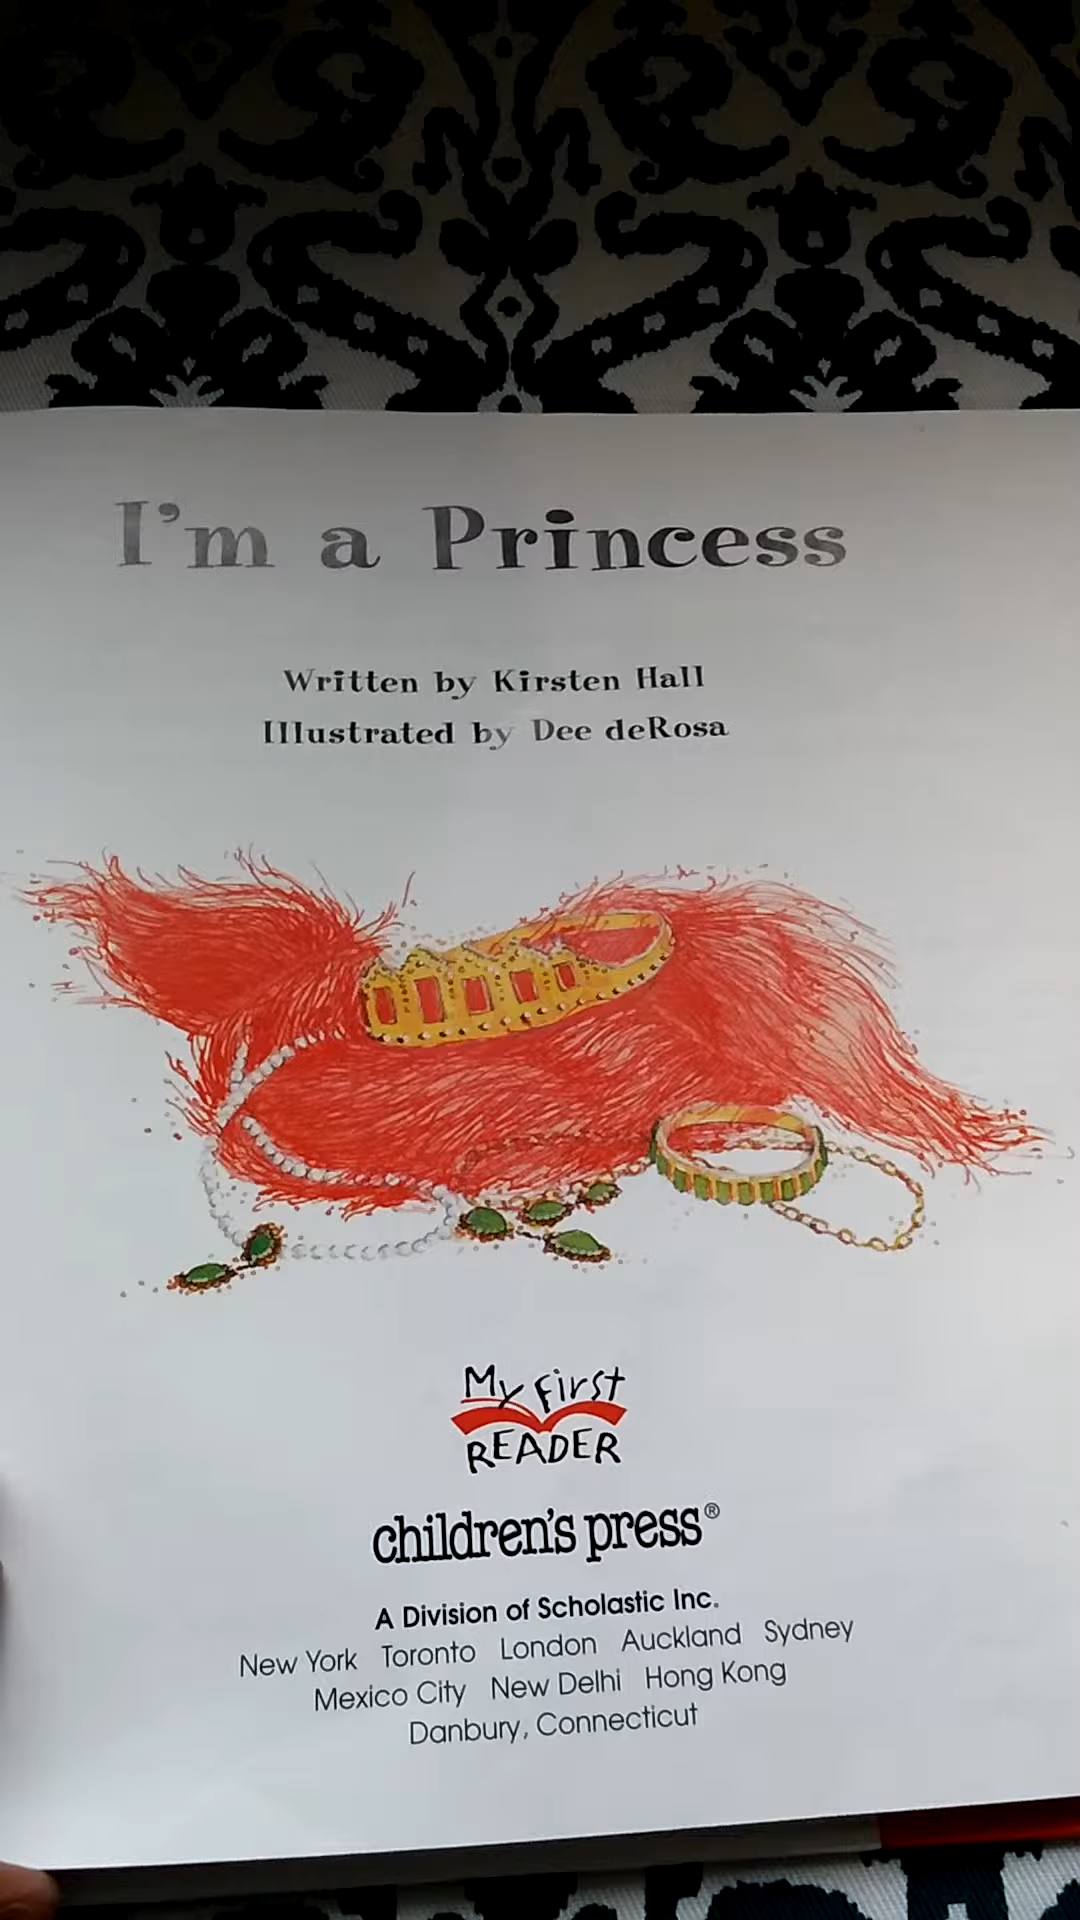 I'm a Princess
Written by Kirsten Hall
Illustrated by Dee deRosa
My First
READER
children's press®
A Division of Scholastic Inc.
New York Toronto London Auckland Sydney
Mexico City New Delhi Hong Kong
Danbury, Connecticut